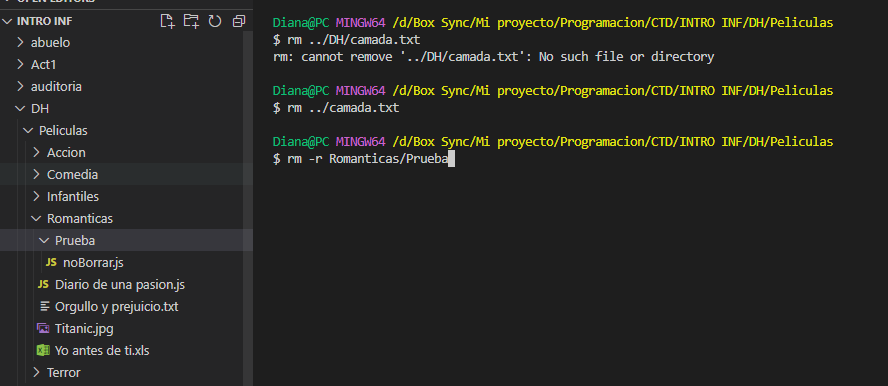 INTRO INF
abuelo
Act1
auditoria
DH
Peliculas
Accion
Comedia
Infantiles
Romanticas
Prueba
JS noBorrar.js
JS Diario de una pasion.js
Orgullo y prejuicio.txt
Titanic.jpg
Yo antes de ti.xls
Terror
Diana@PC MINGW64 /d/Box Sync/Mi proyecto/Programacion/CTD/INTRO INF/DH/Peliculas
$ rm ../DH/camada.txt
rm: cannot remove '../DH/camada.txt': No such file or directory
Diana@PC MINGW64 /d/Box Sync/Mi proyecto/Programacion/CTD/INTRO INF/DH/Peliculas
$ rm ../camada.txt
Diana@PC MINGW64 /d/Box Sync/Mi proyecto/Programacion/CTD/INTRO INF/DH/Peliculas
$ rm -r Romanticas/Prueba